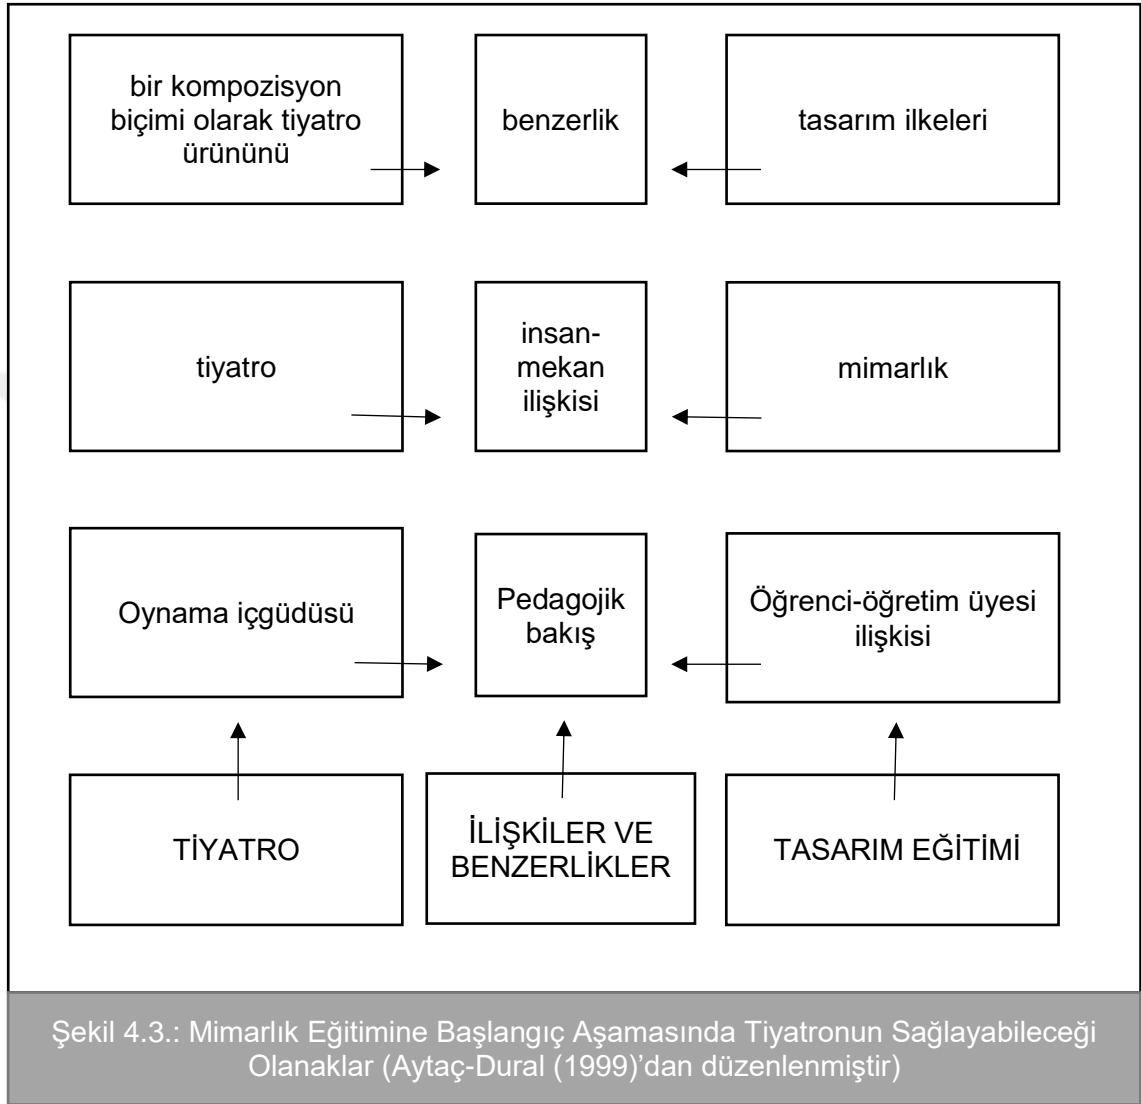 bir kompozisyon
biçimi olarak tiyatro
ürününü
benzerlik
tasarım ilkeleri
tiyatro
insan-
mekan
ilişkisi
mimarlık
Oynama içgüdüsü
Pedagojik
bakış
Öğrenci-öğretim üyesi
ilişkisi
TİYATRO
İLİŞKİLER VE
BENZERLİKLER
TASARIM EĞİTİMİ
Şekil 4.3.: Mimarlık Eğitimine Başlangıç Aşamasında Tiyatronun Sağlayabileceği
Olanaklar (Aytaç-Dural (1999)’dan düzenlenmiştir)